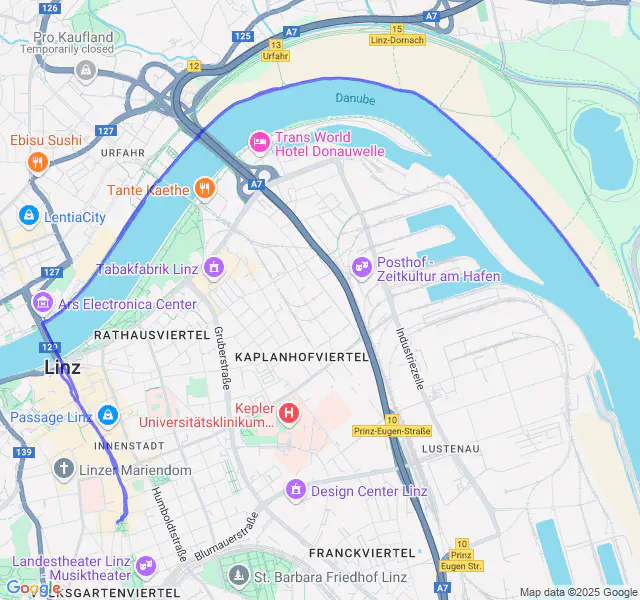 126
A7
15
Linz-Dornach
Pro Kaufland
Temporarily closed
125
A7
13
Urfahr
12
Danube
127
Ebisu Sushi
URFAHR
Trans World
Hotel Donauwelle
Tante Kaethe
A7
LentiaCity
127
Tabakfabrik Linz
Posthof -
Zeitkultur am Hafen
Ars Electronica Center
RATHAUSVIERTEL
129
Gruberstraße
Industriezeile
KAPLANHOFVIERTEL
Linz
Passage Linz
Kepler
Universitätsklinikum...
10
Prinz-Eugen-Straße
INNENSTADT
139
LUSTENAU
Linzer Mariendom
Humboldtstraße
Design Center Linz
Blumauerstraße
10
Prinz
Eugen Str.
FRANCKVIERTEL
Landestheater Linz
Musiktheater
St. Barbara Friedhof Linz
A7
Google
VOLKSGARTENVIERTEL
Map data ©2025 Google